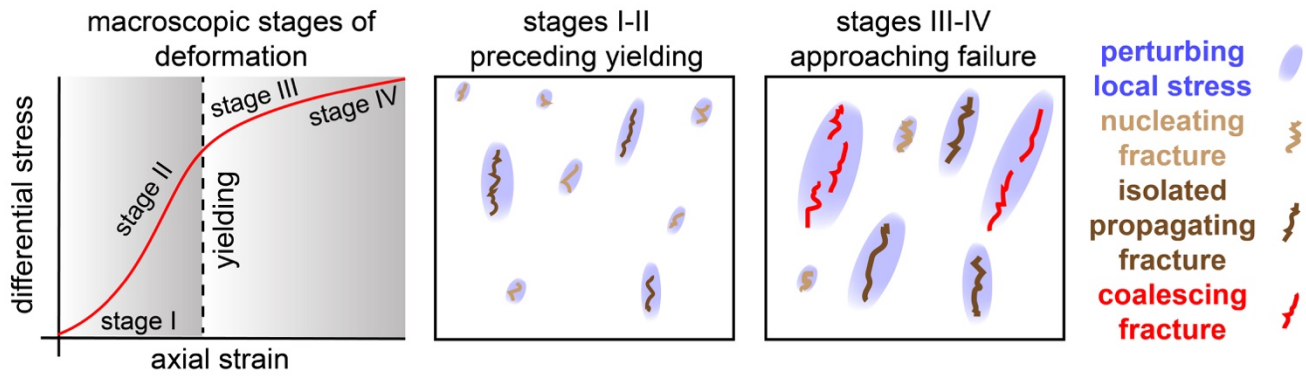 macroscopic stages of
deformation
differential stress
stage I
stage II
stage III
stage IV
yielding
axial strain
stages I-II
preceding yielding
stages III-IV
approaching failure
perturbing
local stress
nucleating
fracture
isolated
propagating
fracture
coalescing
fracture